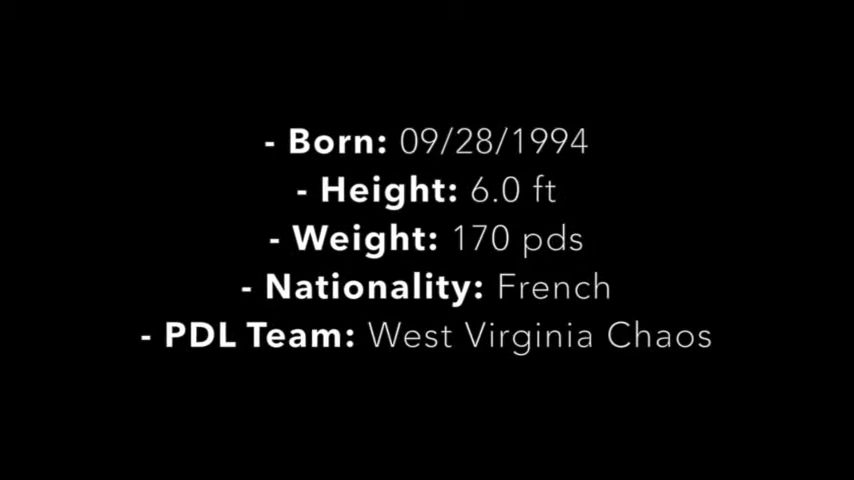 - Born: 09/28/1994
- Height: 6.0 ft
- Weight: 170 pds
- Nationality: French
- PDL Team: West Virginia Chaos